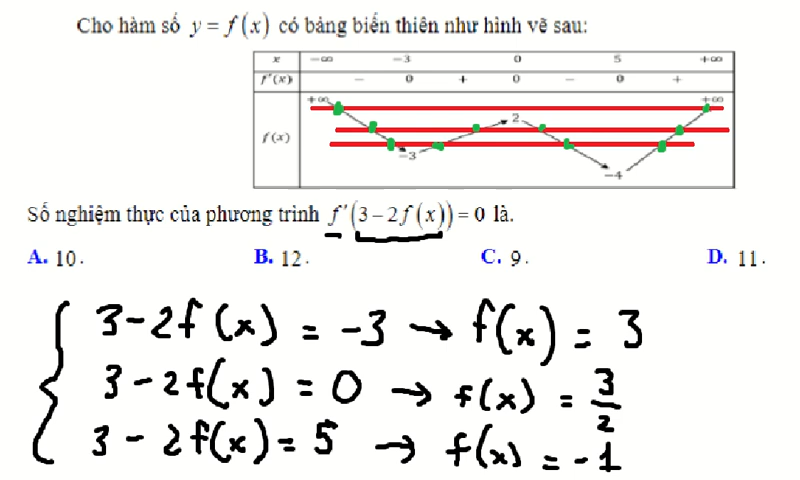 Cho hàm số y = f(x) có bảng biến thiên như hình vẽ sau:
x −∞ −3 0 5 +∞
f'(x) − 0 + 0 − 0 +
+∞ +∞
2
f(x)
−3
−4
Số nghiệm thực của phương trình f'(3 − 2f(x)) = 0 là.
A. 10. B. 12. C. 9. D. 11.
3 - 2f(x) = -3 → f(x) = 3
3 - 2f(x) = 0 → f(x) = 3/2
3 - 2f(x) = 5 → f(x) = -1